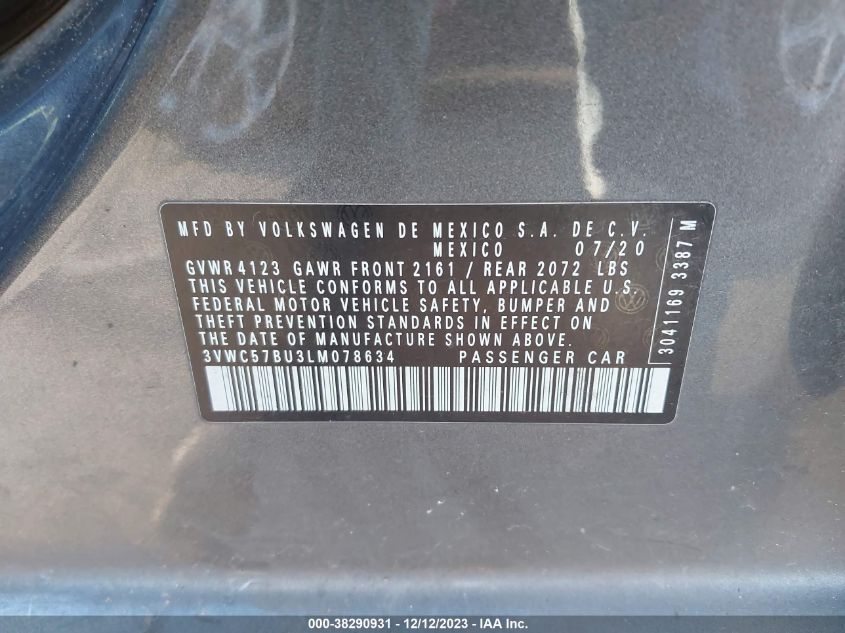 MFD BY VOLKSWAGEN DE MEXICO S.A. DE C.V.
MEXICO 07/20
GVWR 4123 GAWR FRONT 2161 / REAR 2072 LBS
THIS VEHICLE CONFORMS TO ALL APPLICABLE U.S.
FEDERAL MOTOR VEHICLE SAFETY, BUMPER AND
THEFT PREVENTION STANDARDS IN EFFECT ON
THE DATE OF MANUFACTURE SHOWN ABOVE.
3VWC57BU3LM078634 PASSENGER CAR
3041169 3387 M
000-38290931 - 12/12/2023 - IAA Inc.